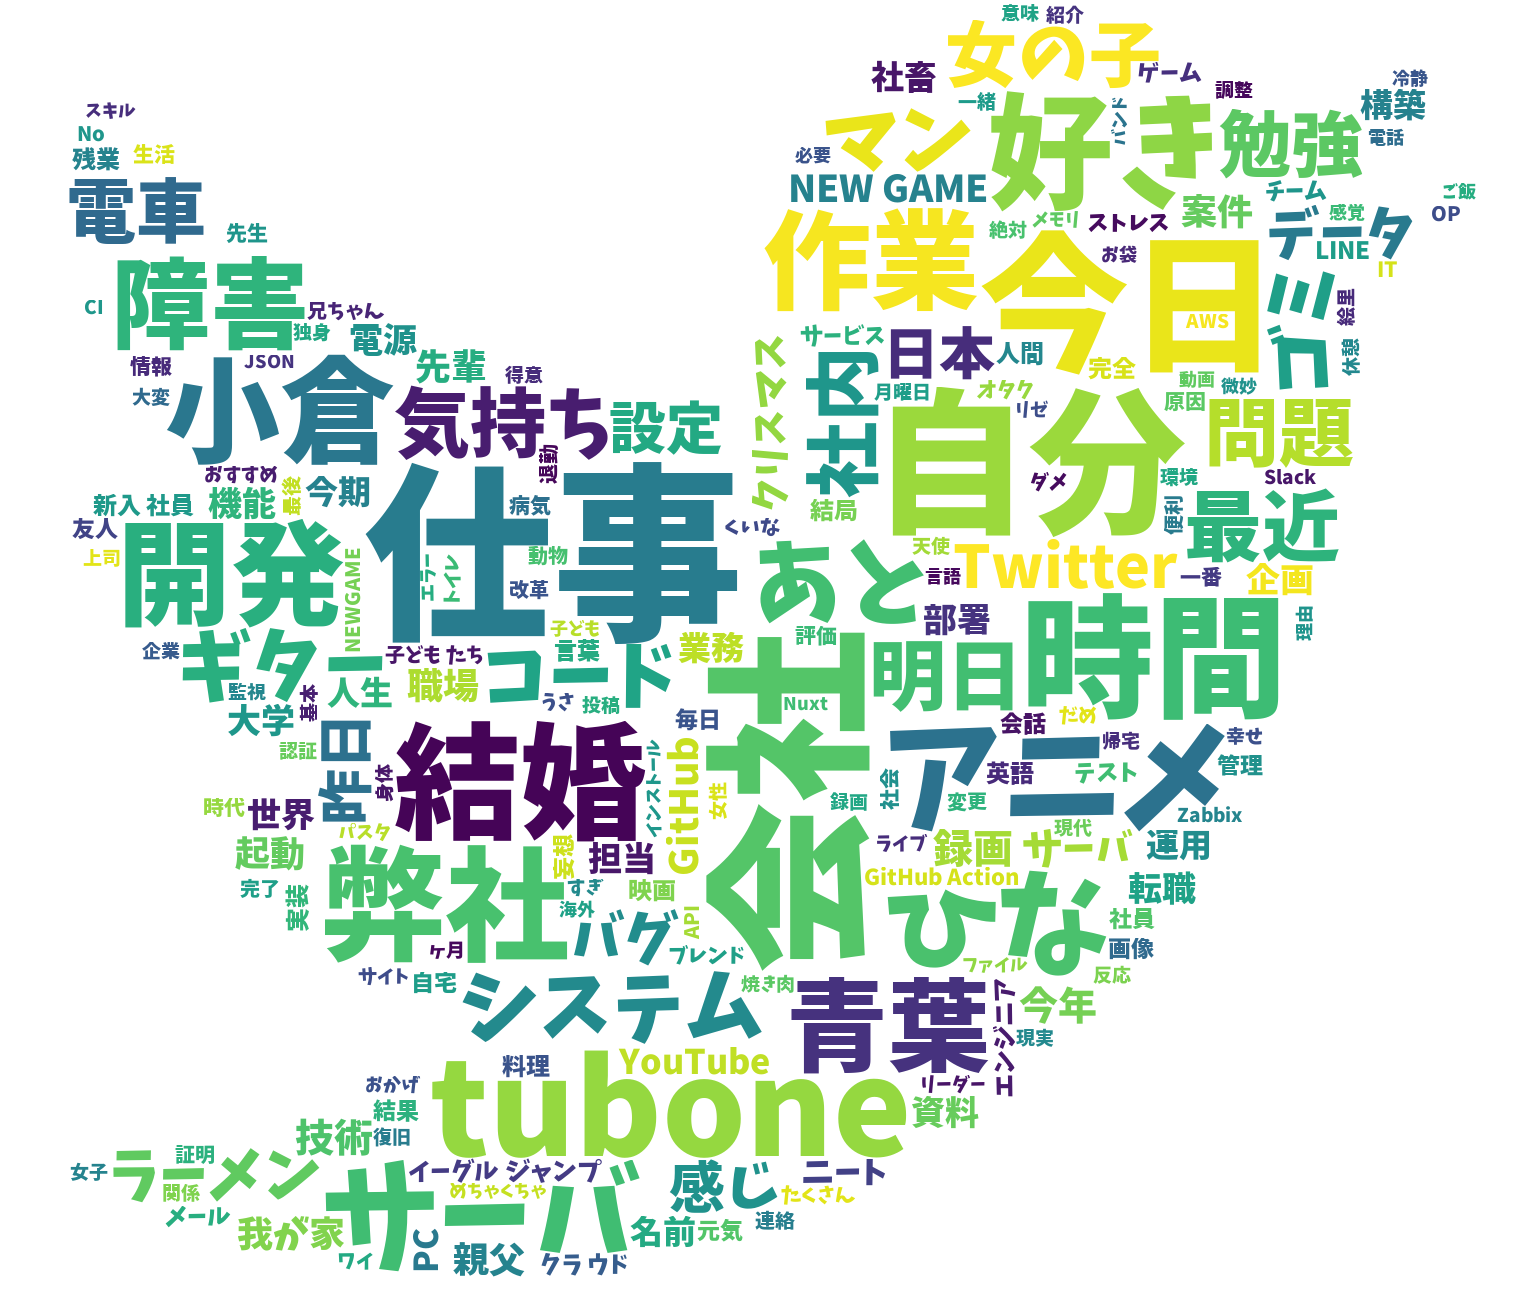 意味
紹介
女の子
社畜
ゲーム
調整
冷静
構築
電話
一緒
バンド
マン
好き
勉強
必要
NEW GAME
スキル
No
残業
生活
電車
先生
案件
チーム
ご飯
感覚
OP
データ
LINE
IT
絶対
メモリ
ストレス
お袋
作業
今日
AWS
ゴミ
絵里
休憩
CI
障害
兄ちゃん
独身
電源
先輩
情報
JSON
大変
得意
小倉
気持ち
設定
退勤
クリスマス
サービス
社内
日本
人間
月曜日
オタク
リゼ
完全
動画
微妙
原因
問題
自分
ダメ
環境
Slack
便利
最近
おすすめ
最後
今期
新入 社員
機能
友人
上司
開発
NEWGAME
仕事
病気
動物
改革
エラー
トイレ
くいな
結局
天使
言語
Twitter
一番
企画
理由
あと
評価
部署
明日
時間
企業
ギター
監視
大学
基本
人生
子ども たち
職場
子ども
言葉
コード
業務
うさ
投稿
毎日
会社
Nuxt
会話
だめ
帰宅
幸せ
管理
アニメ
英語
テスト
Zabbix
認証
昨日
身体
結婚
インストール
GitHub
女性
録画
社会
変更
現代
ライブ
録画
サーバ
運用
時代
世界
パスタ
起動
完了
実装
弊社
妄想
担当
すぎ
海外
映画
API
バグ
ブレンド
GitHub Action
ひな
転職
社員
画像
反応
ケ月
サイト
自宅
システム
焼き肉
ファイル
青葉
エンジニア
今年
現実
リーダー
料理
YouTube
おかげ
結果
復旧
tubone
資料
技術
女子
証明
ラーメン
関係
メール
我が家
ワイ
サーバ
イーグル ジャンプ
めちゃくちゃ
PC
親父
クラウド
感じ
ニート
たくさん
名前
元気
連絡